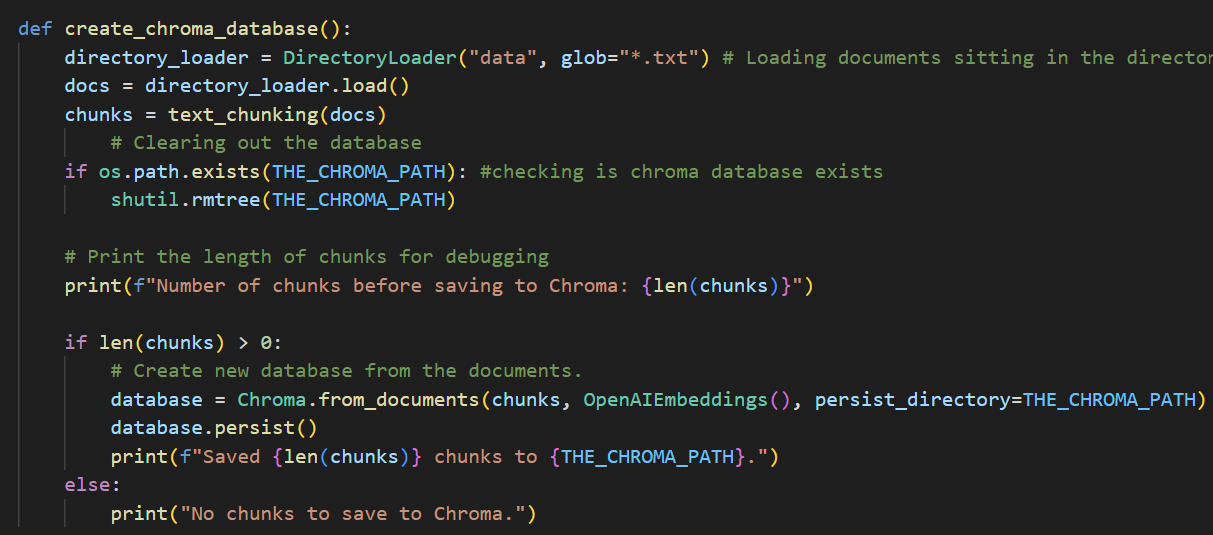 def create_chroma_database():
    directory_loader = DirectoryLoader("data", glob="*.txt") # Loading documents sitting in the
    docs = directory_loader.load()
    chunks = text_chunking(docs)
        # Clearing out the database
    if os.path.exists(THE_CHROMA_PATH): #checking is chroma database exists
        shutil.rmtree(THE_CHROMA_PATH)
    # Print the length of chunks for debugging
    print(f"Number of chunks before saving to Chroma: {len(chunks)}")
    if len(chunks) > 0:
        # Create new database from the documents.
        database = Chroma.from_documents(chunks, OpenAIEmbeddings(), persist_directory=THE_CHROMA_PATH)
        database.persist()
        print(f"Saved {len(chunks)} chunks to {THE_CHROMA_PATH}.")
    else:
        print("No chunks to save to Chroma.")